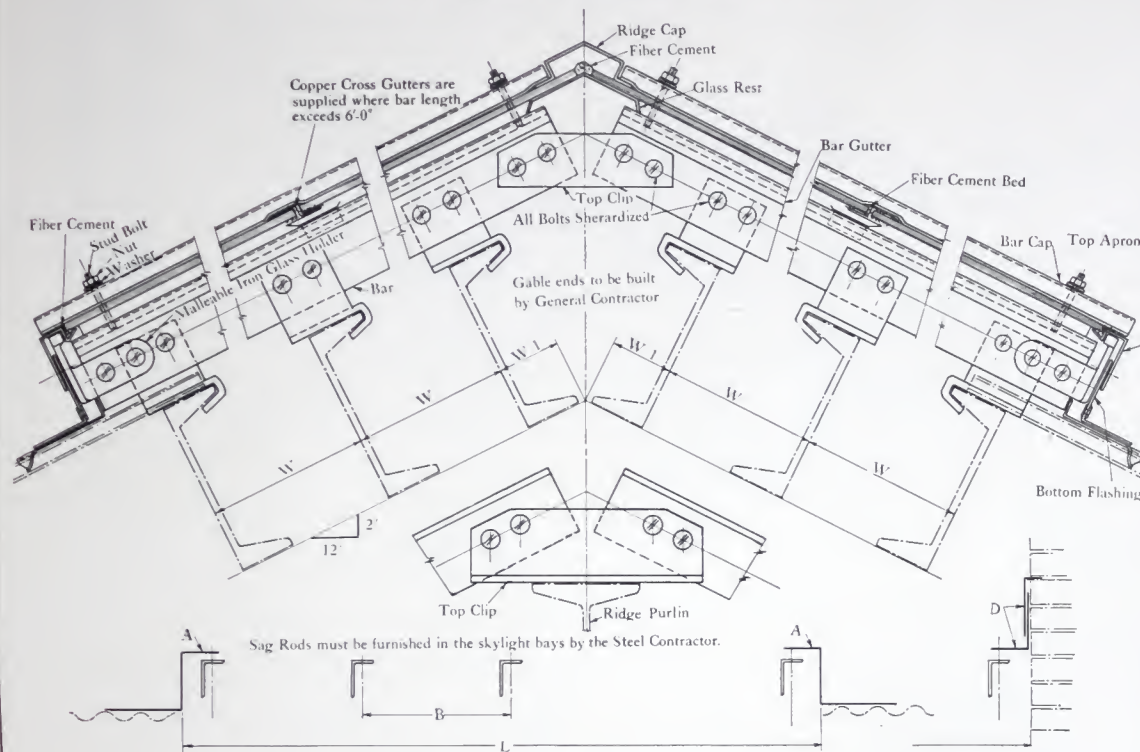 Ridge Cap
Fiber Cement
Copper Cross Gutters are
supplied where bar length
exceeds 6'-0"
Glass Rest
Bar Gutter
Fiber Cement Bed
Top Clip
All Bolts Sherardized
Fiber Cement
Stud Bolt
Nut
Washer
Malleable Iron Glass Holder
Bar
Bar Cap
Top Apron
Gable ends to be built
by General Contractor
W 1
W 1
W
W
W
W
2"
12"
Bottom Flashing
Top Clip
Ridge Purlin
Sag Rods must be furnished in the skylight bays by the Steel Contractor.
A
A
D
B
L